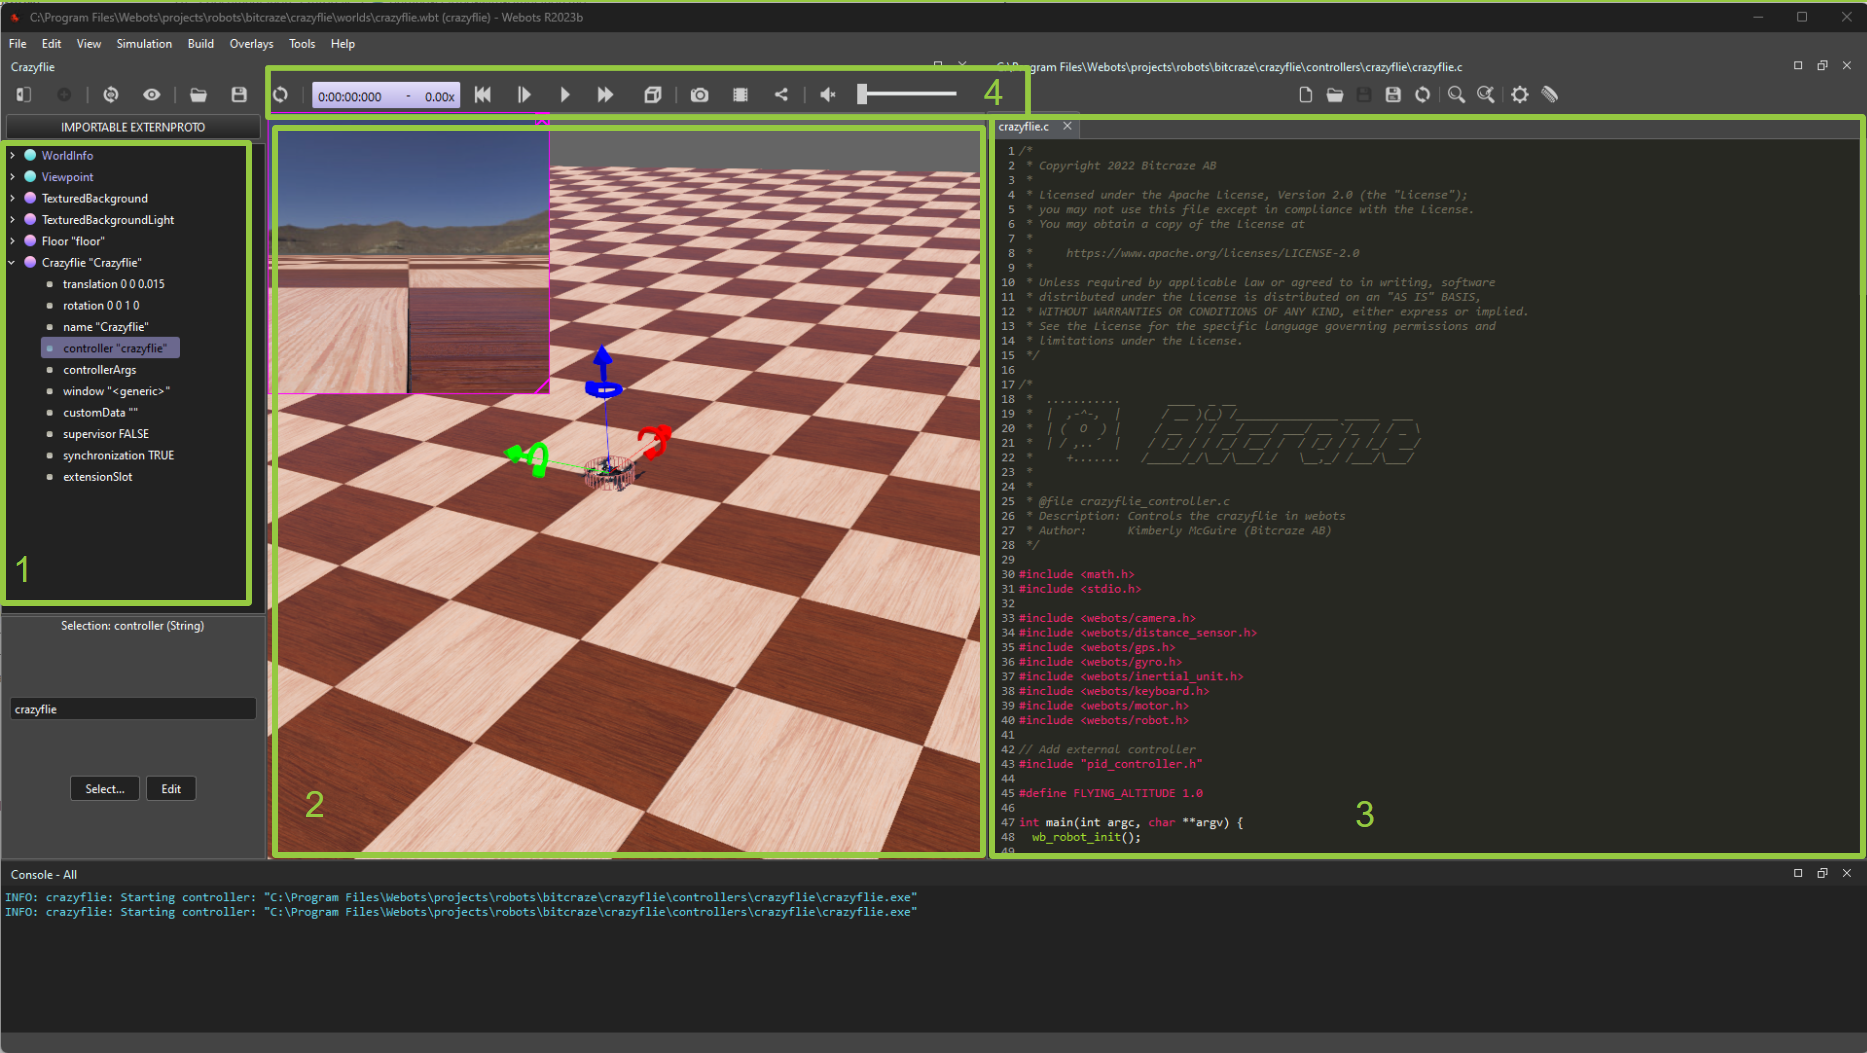 C:\Program Files\Webots\projects\robots\bitcraze\crazyflie\worlds\crazyflie.wbt (crazyflie) - Webots R2023b
File Edit View Simulation Build Overlays Tools Help
Crazyflie
IMPORTABLE EXTERNPROTO
WorldInfo
Viewpoint
TexturedBackground
TexturedBackgroundLight
Floor "floor"
Crazyflie "Crazyflie"
translation 0 0 0.015
rotation 0 0 1 0
name "Crazyflie"
controller "crazyflie"
controllerArgs
window "<generic>"
customData ""
supervisor FALSE
synchronization TRUE
extensionSlot
1
Selection: controller (String)
crazyflie
Select... Edit
0:00:00:000 - 0.00x
4
2
gram Files\Webots\projects\robots\bitcraze\crazyflie\controllers\crazyflie\crazyflie.c
crazyflie.c
1 /*
2 * Copyright 2022 Bitcraze AB
3 *
4 * Licensed under the Apache License, Version 2.0 (the "License");
5 * you may not use this file except in compliance with the License.
6 * You may obtain a copy of the License at
7 *
8 * https://www.apache.org/licenses/LICENSE-2.0
9 *
10 * Unless required by applicable law or agreed to in writing, software
11 * distributed under the License is distributed on an "AS IS" BASIS,
12 * WITHOUT WARRANTIES OR CONDITIONS OF ANY KIND, either express or implied.
13 * See the License for the specific language governing permissions and
14 * limitations under the License.
15 */
16
17 /*
18
19
20
21
22
23 *
24 *
25 * @file crazyflie_controller.c
26 * Description: Controls the crazyflie in webots
27 * Author: Kimberly McGuire (Bitcraze AB)
28 */
29
30 #include <math.h>
31 #include <stdio.h>
32
33 #include <webots/camera.h>
34 #include <webots/distance_sensor.h>
35 #include <webots/gps.h>
36 #include <webots/gyro.h>
37 #include <webots/inertial_unit.h>
38 #include <webots/keyboard.h>
39 #include <webots/motor.h>
40 #include <webots/robot.h>
41
42 // Add external controller
43 #include "pid_controller.h"
44
45 #define FLYING_ALTITUDE 1.0
46
47 int main(int argc, char **argv) {
48 wb_robot_init();
49
3
Console - All
INFO: crazyflie: Starting controller: "C:\Program Files\Webots\projects\robots\bitcraze\crazyflie\controllers\crazyflie\crazyflie.exe"
INFO: crazyflie: Starting controller: "C:\Program Files\Webots\projects\robots\bitcraze\crazyflie\controllers\crazyflie\crazyflie.exe"